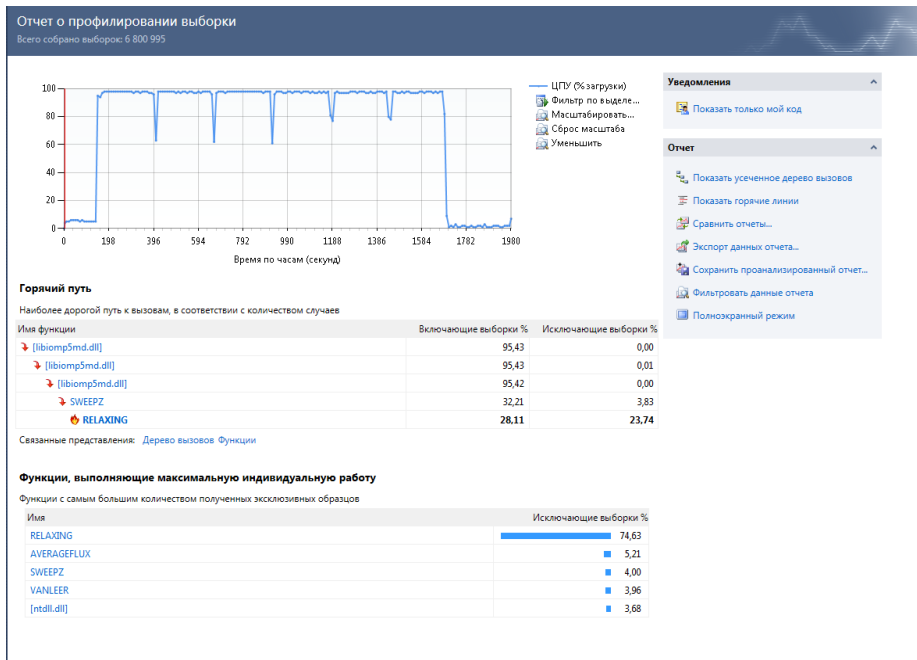 Отчет о профилировании выборки
Всего собрано выборок: 6 800 995
100
80
60
40
20
0
0 198 396 594 792 990 1188 1386 1584 1782 1980
Время по часам (секунд)
ЦПУ (% загрузки)
Фильтр по выделе...
Масштабировать...
Сброс масштаба
Уменьшить
Уведомления
Показать только мой код
Отчет
Показать усеченное дерево вызовов
Показать горячие линии
Сравнить отчеты...
Экспорт данных отчета...
Сохранить проанализированный отчет...
Фильтровать данные отчета
Полноэкранный режим
Горячий путь
Наиболее дорогой путь к вызовам, в соответствии с количеством случаев
Имя функции Включающие выборки % Исключающие выборки %
[libiomp5md.dll] 95,43 0,00
[libiomp5md.dll] 95,43 0,01
[libiomp5md.dll] 95,42 0,00
SWEEPZ 32,21 3,83
RELAXING 28,11 23,74
Связанные представления: Дерево вызовов Функции
Функции, выполняющие максимальную индивидуальную работу
Функции с самым большим количеством полученных эксклюзивных образцов
Имя Исключающие выборки %
RELAXING 74,63
AVERAGEFLUX 5,21
SWEEPZ 4,00
VANLEER 3,96
[ntdll.dll] 3,68